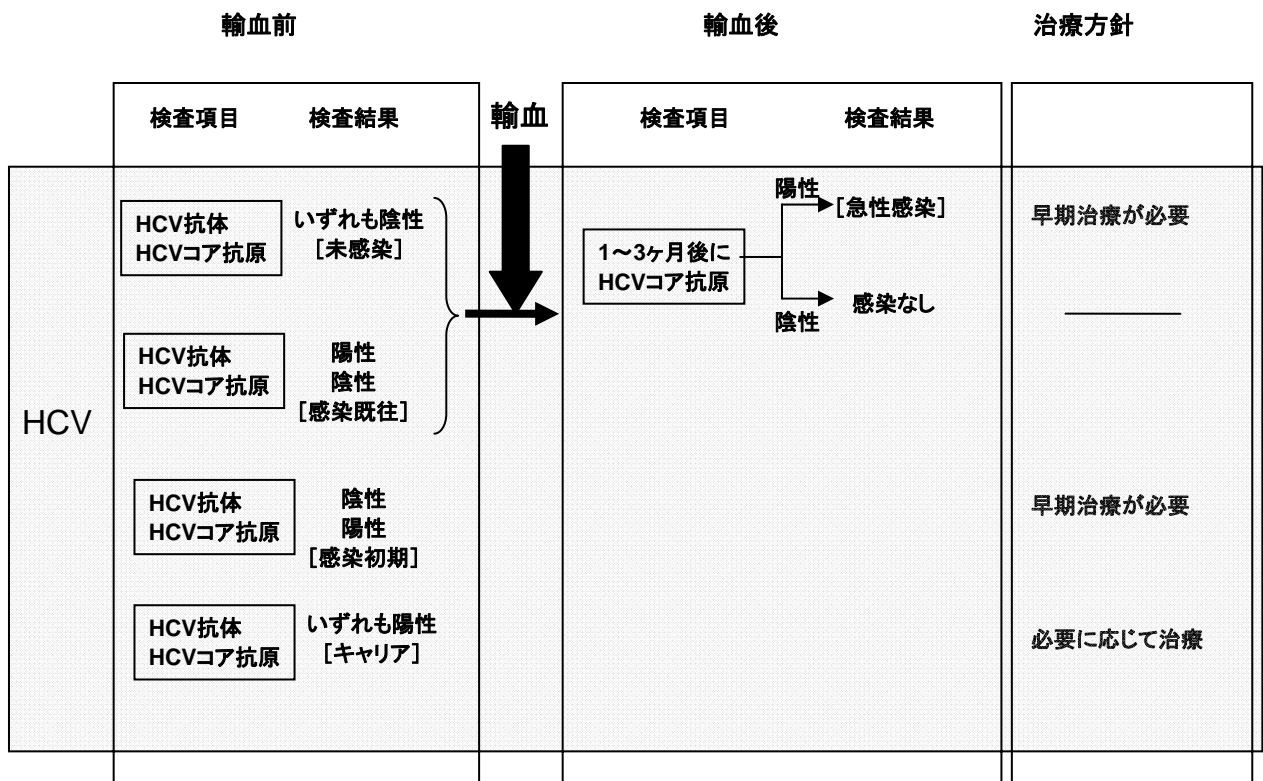 輸血前
輸血後
治療方針
検査項目
検査結果
輸血
検査項目
検査結果
HCV
HCV抗体
HCVコア抗原
いずれも陰性
[未感染]
HCV抗体
HCVコア抗原
陽性
陰性
[感染既往]
1～3ヶ月後に
HCVコア抗原
陽性
[急性感染]
早期治療が必要
陰性
感染なし
HCV抗体
HCVコア抗原
陰性
陽性
[感染初期]
早期治療が必要
HCV抗体
HCVコア抗原
いずれも陽性
[キャリア]
必要に応じて治療